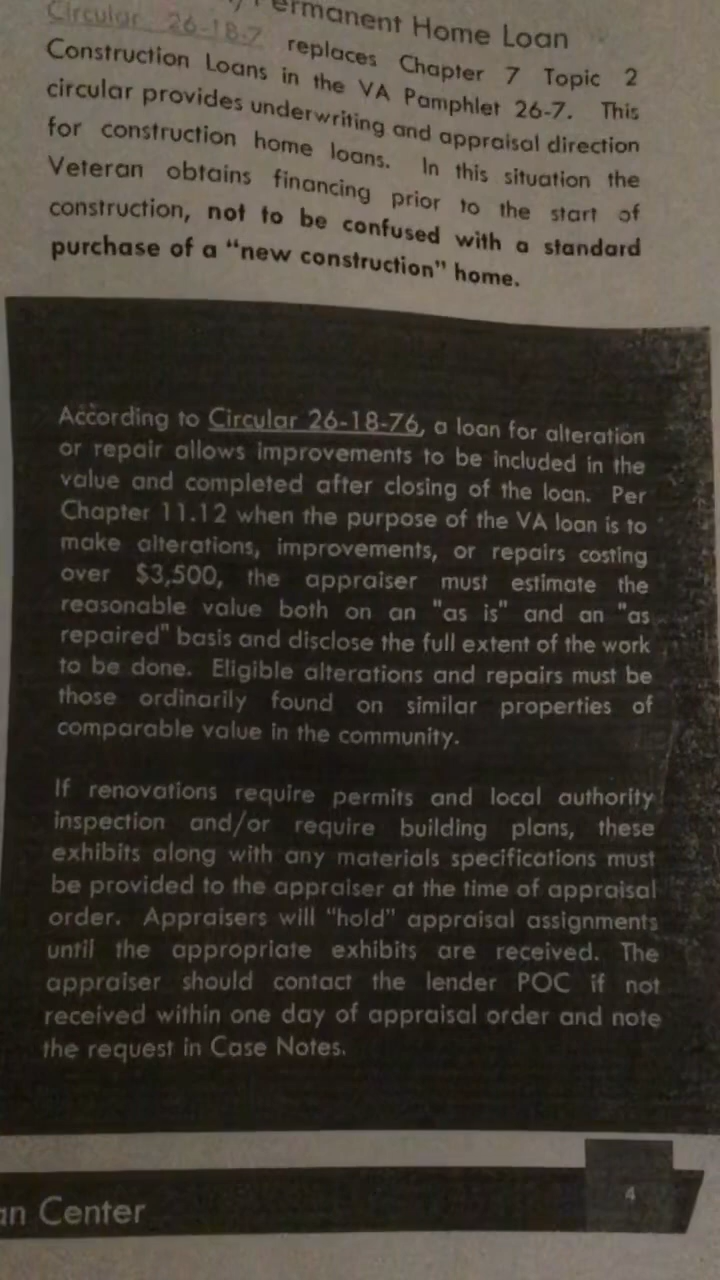 Permanent Home Loan
Circular 26-18-7 replaces Chapter 7 Topic 2
Construction Loans in the VA Pamphlet 26-7. This
circular provides underwriting and appraisal direction
for construction home loans. In this situation the
Veteran obtains financing prior to the start of
construction, not to be confused with a standard
purchase of a "new construction" home.
According to Circular 26-18-76, a loan for alteration
or repair allows improvements to be included in the
value and completed after closing of the loan. Per
Chapter 11.12 when the purpose of the VA loan is to
make alterations, improvements, or repairs costing
over $3,500, the appraiser must estimate the
reasonable value both on an "as is" and an "as
repaired" basis and disclose the full extent of the work
to be done. Eligible alterations and repairs must be
those ordinarily found on similar properties of
comparable value in the community.
If renovations require permits and local authority
inspection and/or require building plans, these
exhibits along with any materials specifications must
be provided to the appraiser at the time of appraisal
order. Appraisers will "hold" appraisal assignments
until the appropriate exhibits are received. The
appraiser should contact the lender POC if not
received within one day of appraisal order and note
the request in Case Notes.
an Center
4